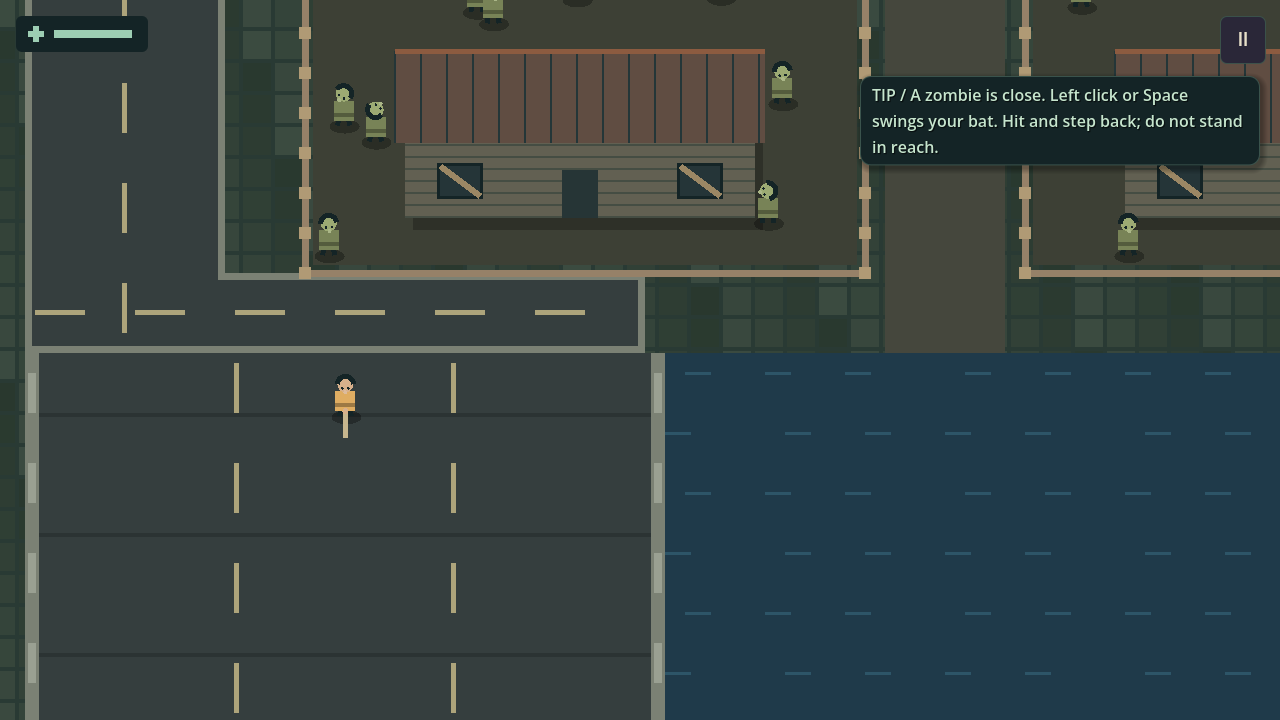 TIP / A zombie is close. Left click or Space
swings your bat. Hit and step back; do not stand
in reach.